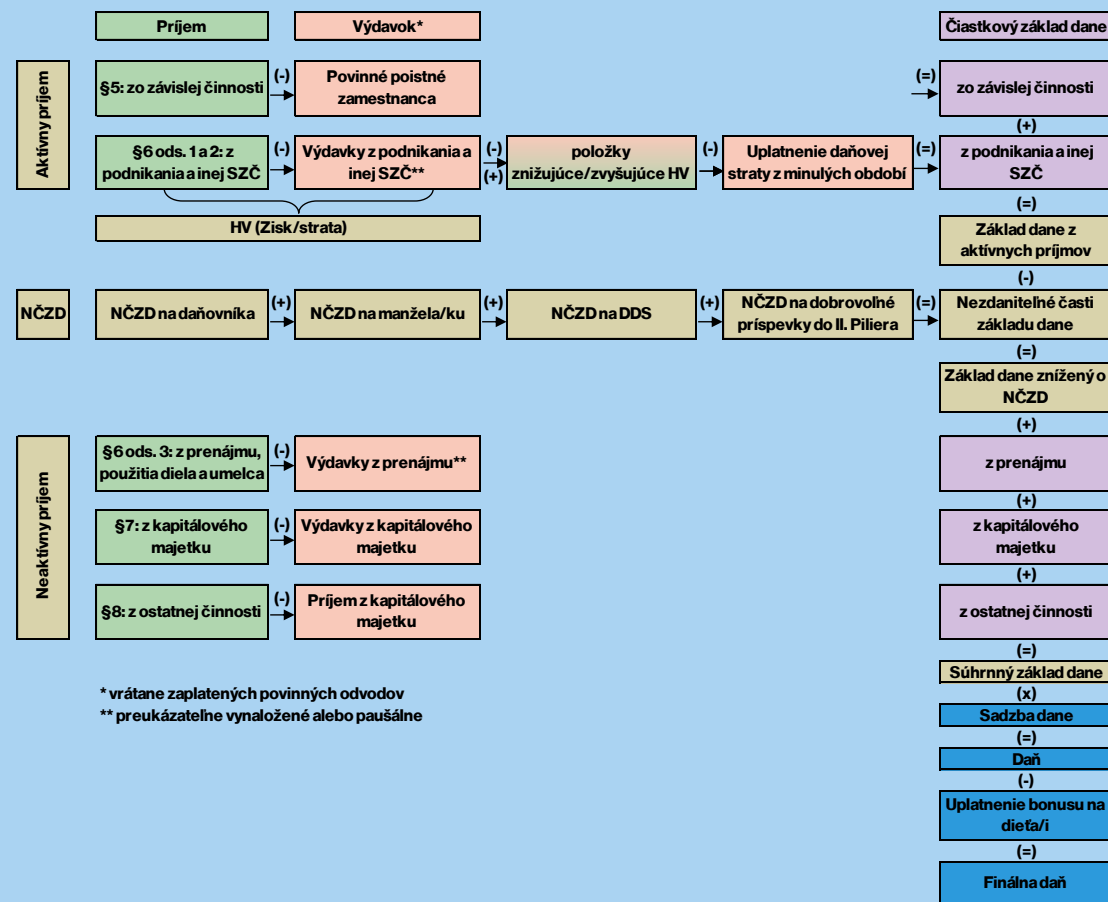 Príjem
Výdavok*
Čiastkový základ dane
Aktívny príjem
§5: zo závislej činnosti
(-)
Povinné poistné
zamestnanca
(=)
zo závislej činnosti
(+)
§6 ods. 1 a 2: z
podnikania a inej SZČ
(-)
Výdavky z podnikania a
inej SZČ**
(-)
(+)
položky
znižujúce/zvyšujúce HV
(-)
Uplatnenie daňovej
straty z minulých období
(=)
z podnikania a inej
SZČ
HV (Zisk/strata)
(=)
Základ dane z
aktívnych príjmov
(-)
NČZD
NČZD na daňovníka
(+)
NČZD na manžela/ku
(+)
NČZD na DDS
(+)
NČZD na dobrovoľné
príspevky do II. Piliera
(=)
Nezdaniteľné časti
základu dane
(=)
Základ dane znížený o
NČZD
(+)
Neaktívny príjem
§6 ods. 3: z prenájmu,
použitia diela a umelca
(-)
Výdavky z prenájmu**
z prenájmu
(+)
§7: z kapitálového
majetku
(-)
Výdavky z kapitálového
majetku
z kapitálového
majetku
(+)
§8: z ostatnej činnosti
(-)
Príjem z kapitálového
majetku
z ostatnej činnosti
(=)
Súhrnný základ dane
(x)
* vrátane zaplatených povinných odvodov
** preukázateľne vynaložené alebo paušálne
Sadzba dane
(=)
Daň
(-)
Uplatnenie bonusu na
dieťa/i
(=)
Finálna daň